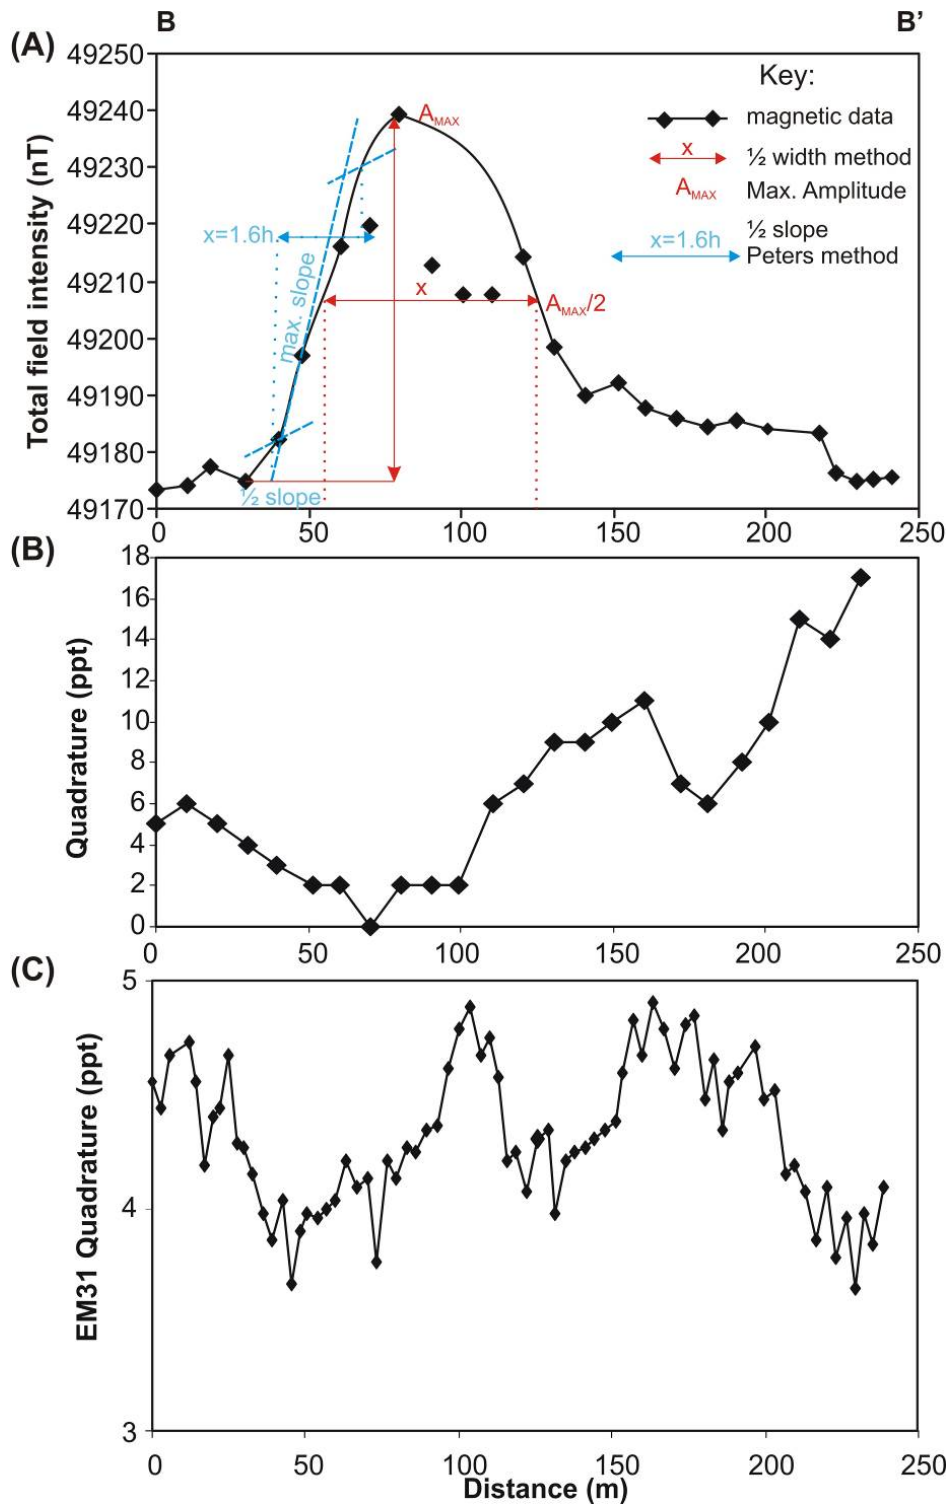 B B’
(A)
49250
49240
49230
49220
49210
49200
49190
49180
49170
Total field intensity (nT)
0 50 100 150 200 250
Key:
magnetic data
x
½ width method
A_MAX
Max. Amplitude
x=1.6h
½ slope
Peters method
A_MAX
x=1.6h
max. slope
x
A_MAX/2
½ slope
(B)
18
16
14
12
10
8
6
4
2
0
Quadrature (ppt)
0 50 100 150 200 250
(C)
5
4
3
EM31 Quadrature (ppt)
0 50 100 150 200 250
Distance (m)